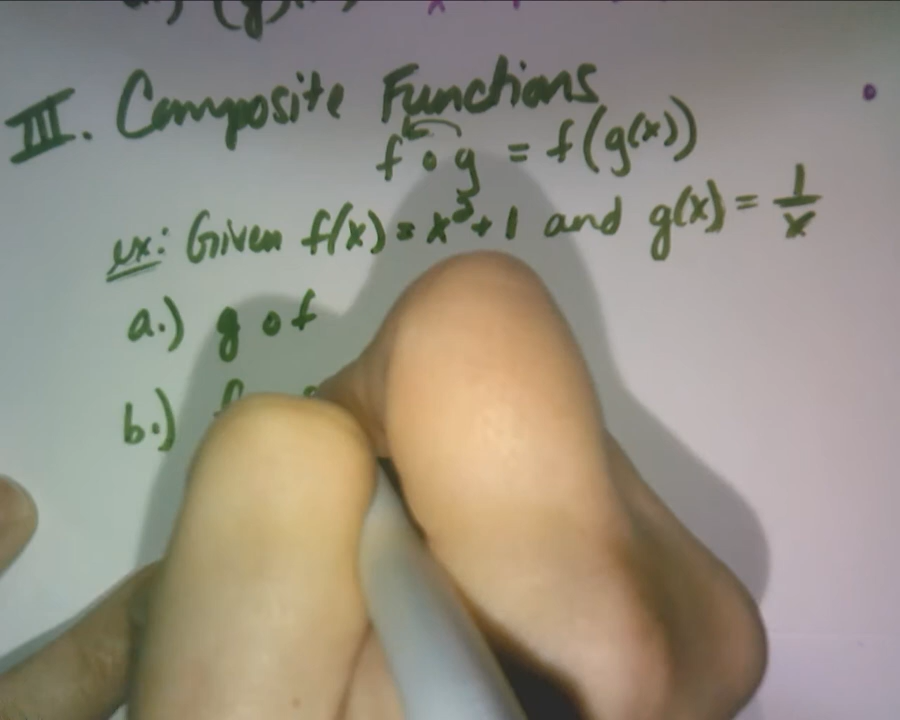 III. Composite Functions
f ∘ g = f(g(x))
ex: Given f(x) = x³ + 1 and g(x) = 1/x
a.) g ∘ f
b.) f